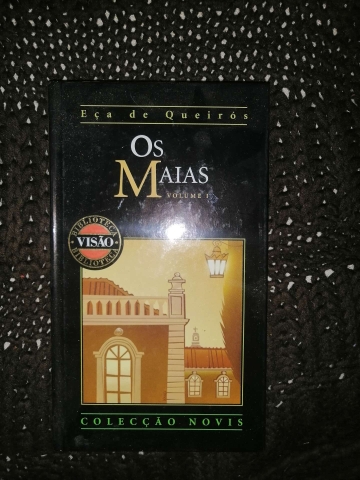 Eça de Queirós
OS
MAIAS
VOLUME I
BIBLIOTECA
VISÃO
BIBLIOTECA
COLECÇÃO NOVIS